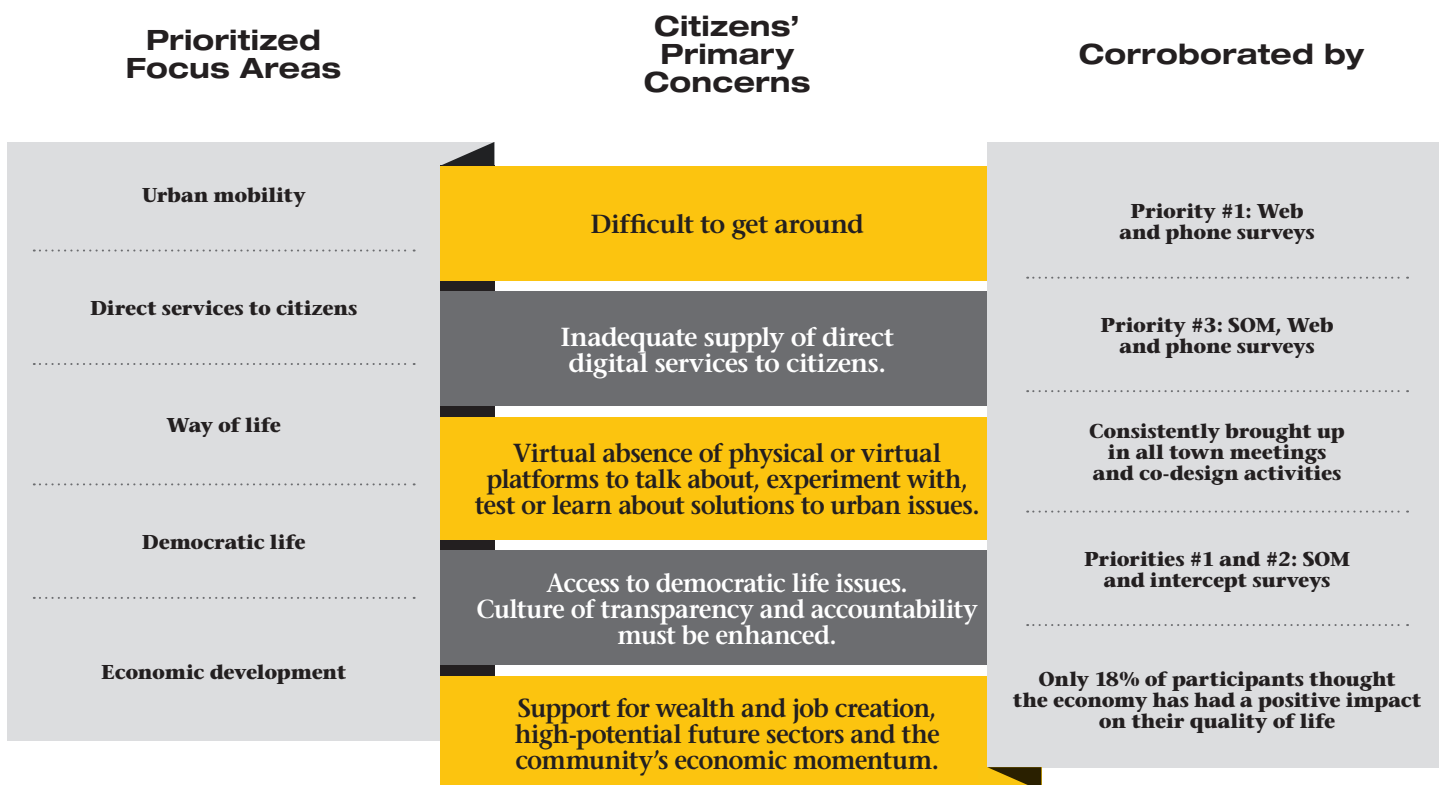 Prioritized
Focus Areas
Citizens’
Primary
Concerns
Corroborated by
Urban mobility
Difficult to get around
Priority #1: Web
and phone surveys
Direct services to citizens
Inadequate supply of direct
digital services to citizens.
Priority #3: SOM, Web
and phone surveys
Way of life
Virtual absence of physical or virtual
platforms to talk about, experiment with,
test or learn about solutions to urban issues.
Consistently brought up
in all town meetings
and co-design activities
Democratic life
Access to democratic life issues.
Culture of transparency and accountability
must be enhanced.
Priorities #1 and #2: SOM
and intercept surveys
Economic development
Support for wealth and job creation,
high-potential future sectors and the
community’s economic momentum.
Only 18% of participants thought
the economy has had a positive impact
on their quality of life